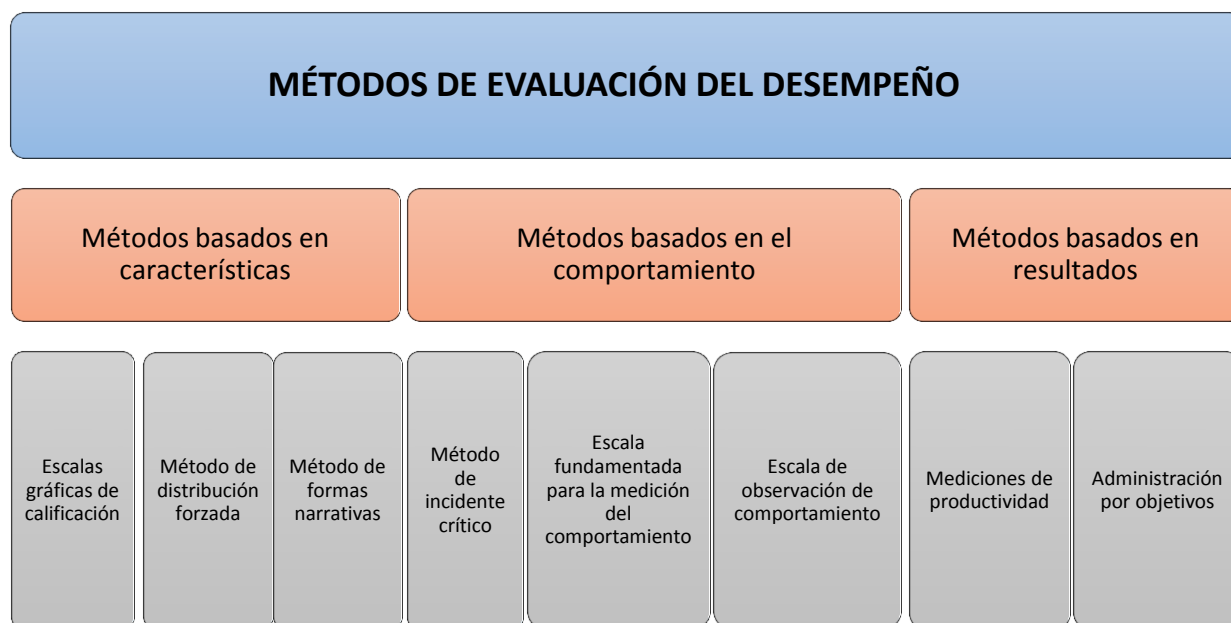 MÉTODOS DE EVALUACIÓN DEL DESEMPEÑO
Métodos basados en
características
Métodos basados en el
comportamiento
Métodos basados en
resultados
Escalas
gráficas de
calificación
Método de
distribución
forzada
Método de
formas
narrativas
Método
de
incidente
crítico
Escala
fundamentada
para la medición
del
comportamiento
Escala de
observación de
comportamiento
Mediciones de
productividad
Administración
por objetivos